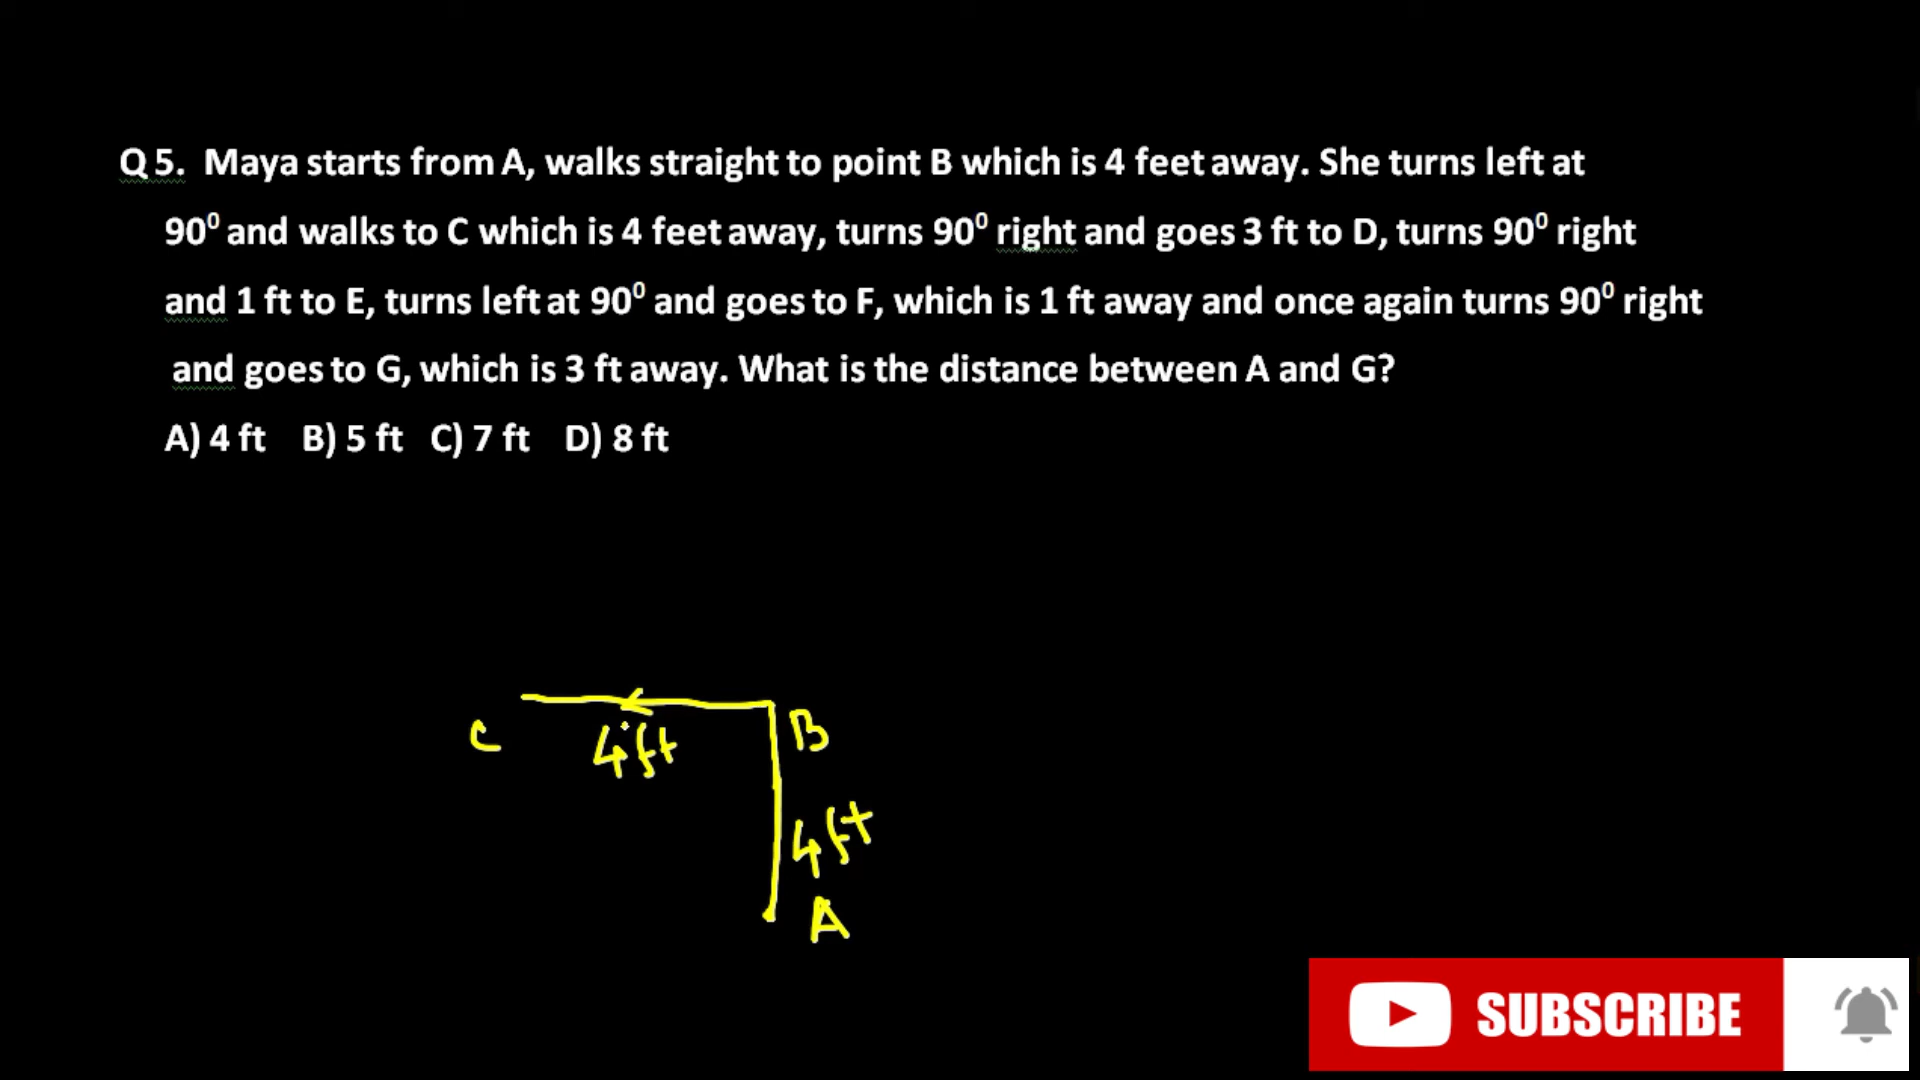 Q 5. Maya starts from A, walks straight to point B which is 4 feet away. She turns left at
90⁰ and walks to C which is 4 feet away, turns 90⁰ right and goes 3 ft to D, turns 90⁰ right
and 1 ft to E, turns left at 90⁰ and goes to F, which is 1 ft away and once again turns 90⁰ right
and goes to G, which is 3 ft away. What is the distance between A and G?
A) 4 ft B) 5 ft C) 7 ft D) 8 ft
C 4ft B
4ft
A
SUBSCRIBE